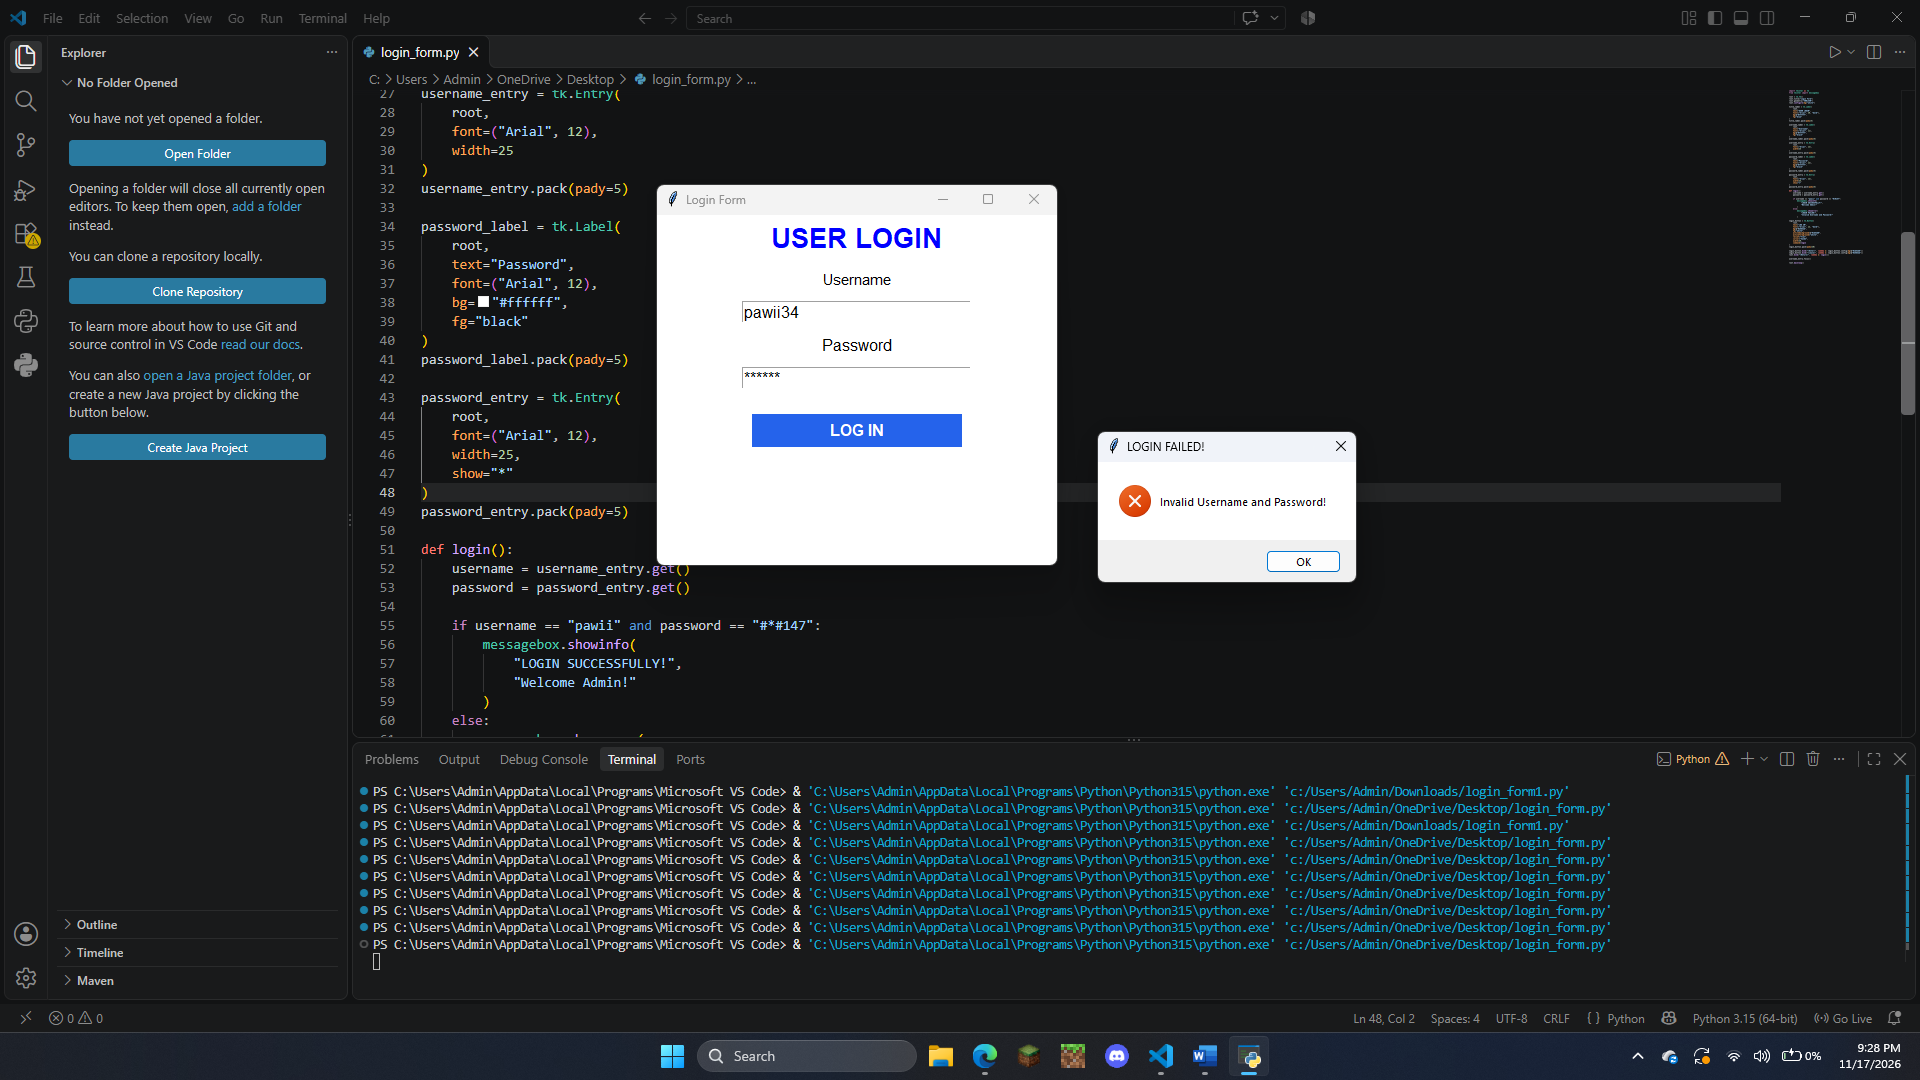 File Edit Selection View Go Run Terminal Help
Search
Explorer
No Folder Opened
You have not yet opened a folder.
Open Folder
Opening a folder will close all currently open
editors. To keep them open, add a folder
instead.
You can clone a repository locally.
Clone Repository
To learn more about how to use Git and
source control in VS Code read our docs.
You can also open a Java project folder, or
create a new Java project by clicking the
button below.
Create Java Project
Outline
Timeline
Maven
login_form.py
C: > Users > Admin > OneDrive > Desktop > login_form.py > ...
27 username_entry = tk.Entry(
28 root,
29 font=("Arial", 12),
30 width=25
31 )
32 username_entry.pack(pady=5)
33
34 password_label = tk.Label(
35 root,
36 text="Password",
37 font=("Arial", 12),
38 bg="#ffffff",
39 fg="black"
40 )
41 password_label.pack(pady=5)
42
43 password_entry = tk.Entry(
44 root,
45 font=("Arial", 12),
46 width=25,
47 show="*"
48 )
49 password_entry.pack(pady=5)
50
51 def login():
52 username = username_entry.get()
53 password = password_entry.get()
54
55 if username == "pawii" and password == "#*#147":
56 messagebox.showinfo(
57 "LOGIN SUCCESSFULLY!",
58 "Welcome Admin!"
59 )
60 else:
Login Form
USER LOGIN
Username
pawii34
Password
******
LOG IN
LOGIN FAILED!
Invalid Username and Password!
OK
Problems Output Debug Console Terminal Ports
Python
PS C:\Users\Admin\AppData\Local\Programs\Microsoft VS Code> & 'C:\Users\Admin\AppData\Local\Programs\Python\Python315\python.exe' 'c:/Users/Admin/Downloads/login_form1.py'
PS C:\Users\Admin\AppData\Local\Programs\Microsoft VS Code> & 'C:\Users\Admin\AppData\Local\Programs\Python\Python315\python.exe' 'c:/Users/Admin/OneDrive/Desktop/login_form.py'
PS C:\Users\Admin\AppData\Local\Programs\Microsoft VS Code> & 'C:\Users\Admin\AppData\Local\Programs\Python\Python315\python.exe' 'c:/Users/Admin/Downloads/login_form1.py'
PS C:\Users\Admin\AppData\Local\Programs\Microsoft VS Code> & 'C:\Users\Admin\AppData\Local\Programs\Python\Python315\python.exe' 'c:/Users/Admin/OneDrive/Desktop/login_form.py'
PS C:\Users\Admin\AppData\Local\Programs\Microsoft VS Code> & 'C:\Users\Admin\AppData\Local\Programs\Python\Python315\python.exe' 'c:/Users/Admin/OneDrive/Desktop/login_form.py'
PS C:\Users\Admin\AppData\Local\Programs\Microsoft VS Code> & 'C:\Users\Admin\AppData\Local\Programs\Python\Python315\python.exe' 'c:/Users/Admin/OneDrive/Desktop/login_form.py'
PS C:\Users\Admin\AppData\Local\Programs\Microsoft VS Code> & 'C:\Users\Admin\AppData\Local\Programs\Python\Python315\python.exe' 'c:/Users/Admin/OneDrive/Desktop/login_form.py'
PS C:\Users\Admin\AppData\Local\Programs\Microsoft VS Code> & 'C:\Users\Admin\AppData\Local\Programs\Python\Python315\python.exe' 'c:/Users/Admin/OneDrive/Desktop/login_form.py'
PS C:\Users\Admin\AppData\Local\Programs\Microsoft VS Code> & 'C:\Users\Admin\AppData\Local\Programs\Python\Python315\python.exe' 'c:/Users/Admin/OneDrive/Desktop/login_form.py'
PS C:\Users\Admin\AppData\Local\Programs\Microsoft VS Code> & 'C:\Users\Admin\AppData\Local\Programs\Python\Python315\python.exe' 'c:/Users/Admin/OneDrive/Desktop/login_form.py'
0 0 Ln 48, Col 2 Spaces: 4 UTF-8 CRLF { } Python Python 3.15 (64-bit) Go Live
Search
0%
9:28 PM
11/17/2026